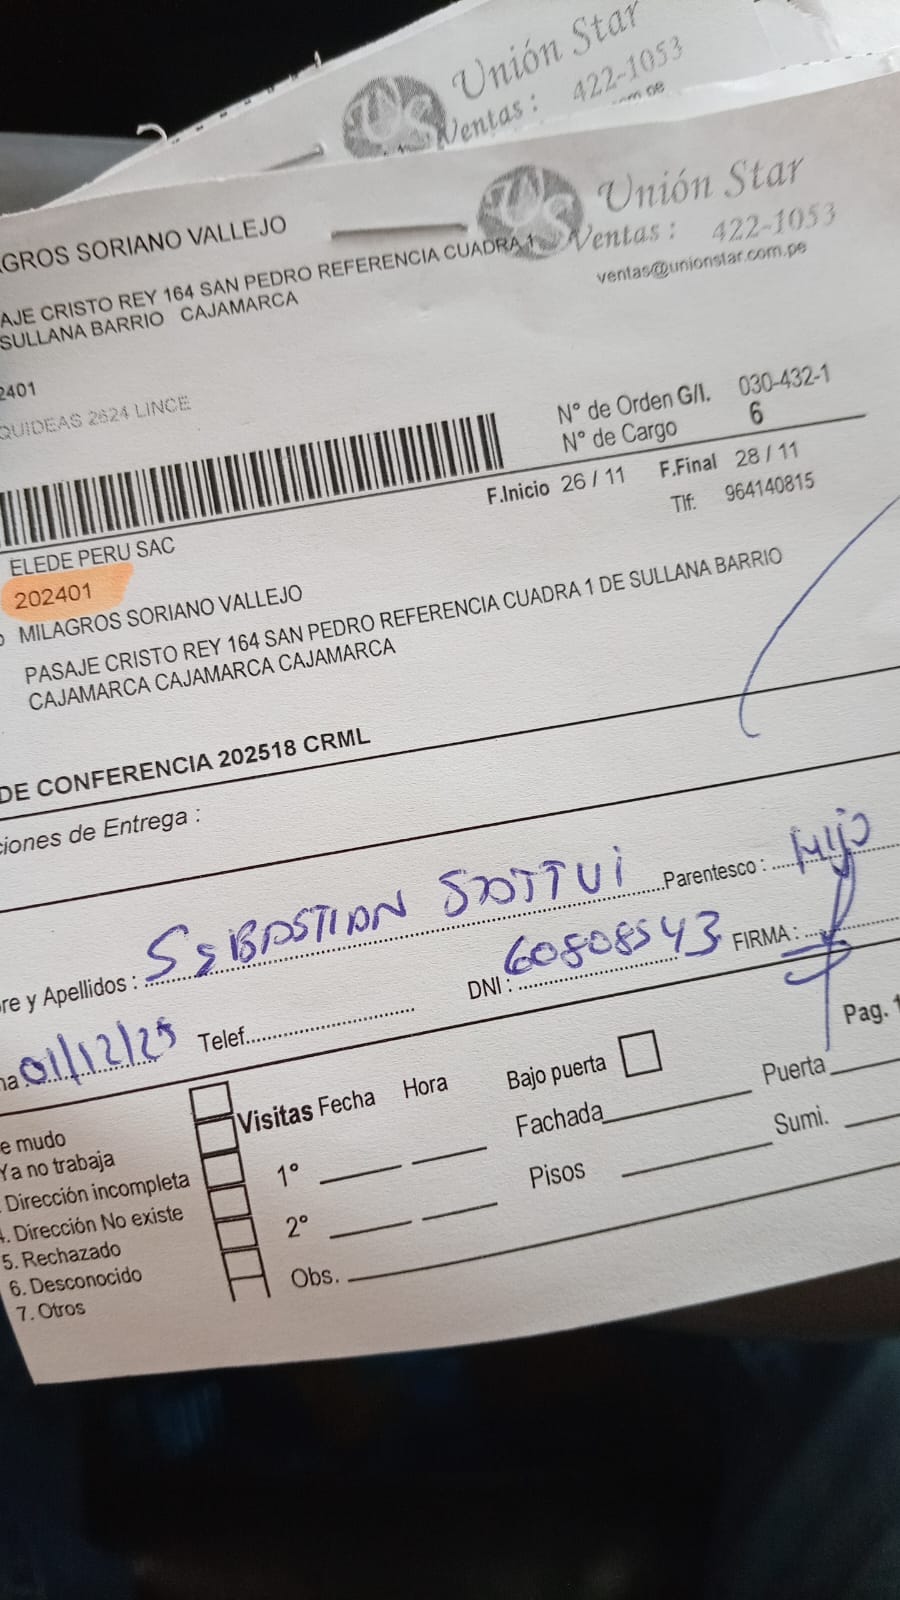 Unión Star
Ventas : 422-1053
om.pe
Unión Star
Ventas : 422-1053
ventas@unionstar.com.pe
AGROS SORIANO VALLEJO
AJE CRISTO REY 164 SAN PEDRO REFERENCIA CUADRA 1
SULLANA BARRIO CAJAMARCA
2401
QUIDEAS 2624 LINCE
N° de Orden G/I. 030-432-1
N° de Cargo 6
F.Inicio 26 / 11 F.Final 28 / 11
Tlf: 964140815
ELEDE PERU SAC
202401
o MILAGROS SORIANO VALLEJO
PASAJE CRISTO REY 164 SAN PEDRO REFERENCIA CUADRA 1 DE SULLANA BARRIO
CAJAMARCA CAJAMARCA CAJAMARCA
DE CONFERENCIA 202518 CRML
ciones de Entrega :
re y Apellidos : SEBASTIAN Parentesco : Hijo
DNI : 60808543 FIRMA :
ha 01/12/25 Telef.
Pag. 1
e mudo
Ya no trabaja
. Dirección incompleta
4. Dirección No existe
5. Rechazado
6. Desconocido
7. Otros
Visitas Fecha Hora
1°
2°
Obs.
Bajo puerta
Fachada Puerta
Pisos Sumi.